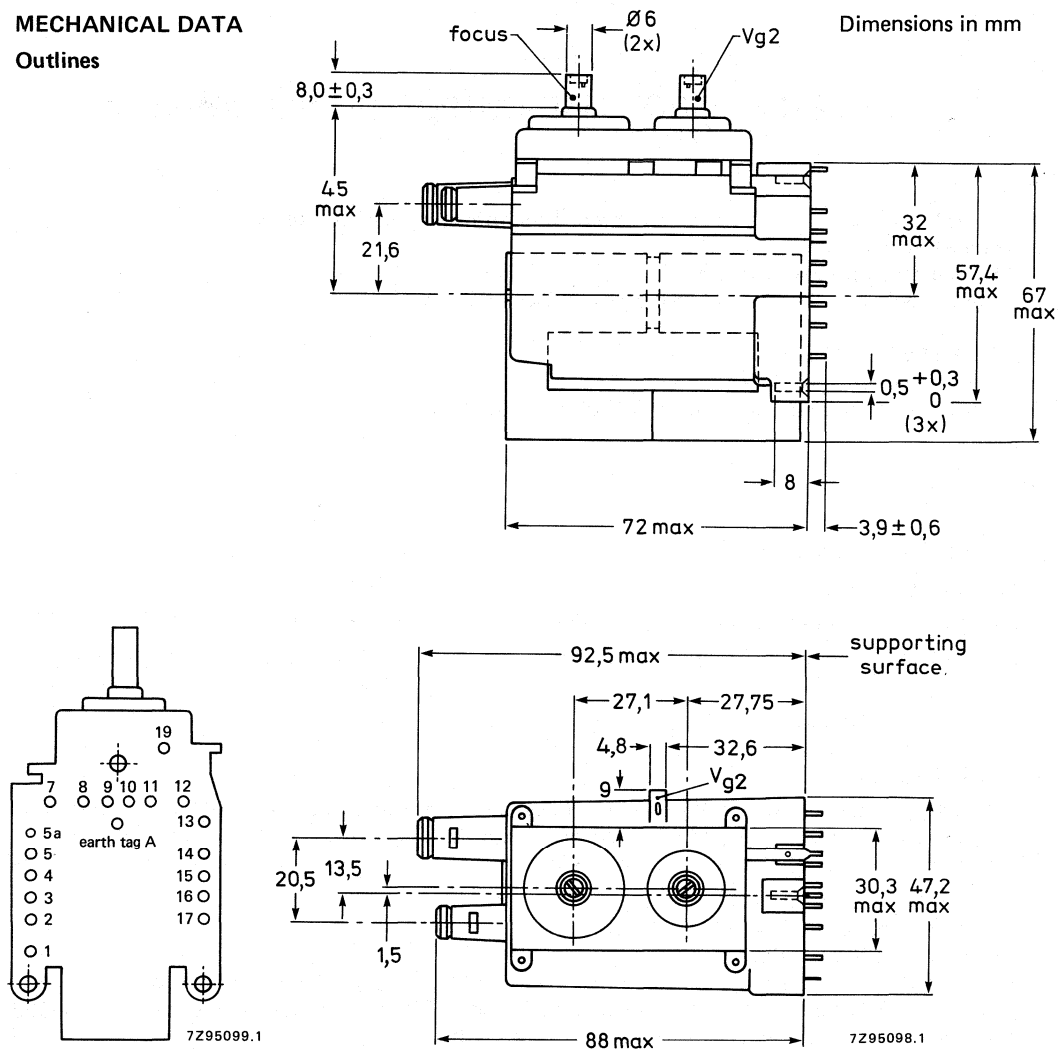 MECHANICAL DATA
Outlines
Dimensions in mm
focus
Ø6
(2x)
Vg2
8,0±0,3
45
max
21,6
32
max
57,4
max
67
max
0,5 +0,3
0
(3x)
8
72 max
3,9±0,6
19
7
8
9
10
11
12
13
earth tag A
5a
5
4
3
2
1
14
15
16
17
7Z95099.1
92,5 max
supporting
surface.
27,1
27,75
4,8
32,6
9
Vg2
13,5
20,5
1,5
30,3
max
47,2
max
88 max
7Z95098.1